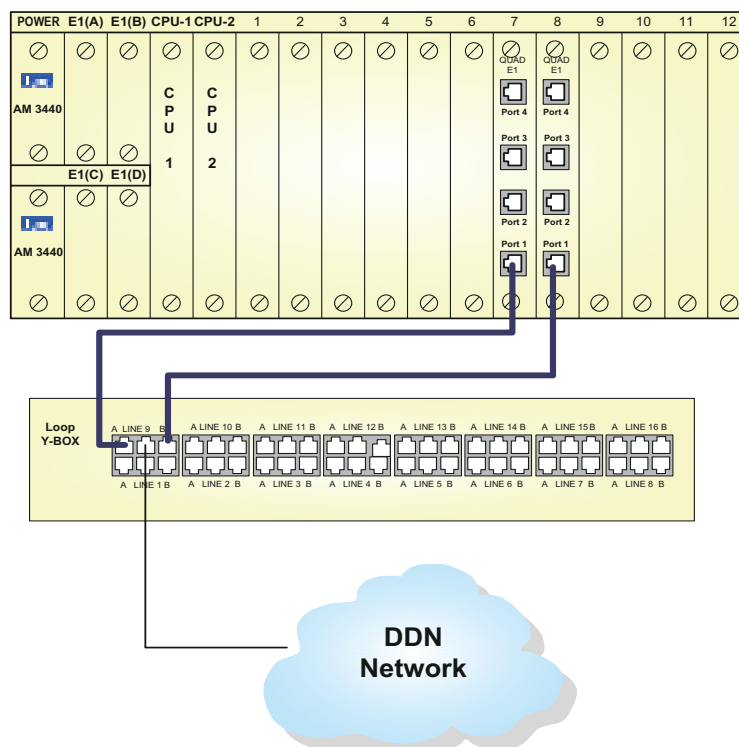 POWER E1(A) E1(B) CPU-1 CPU-2 1 2 3 4 5 6 7 8 9 10 11 12
QUAD E1 QUAD E1
AM 3440
C P U 1
C P U 2
Port 4 Port 4
Port 3 Port 3
E1(C) E1(D)
Port 2 Port 2
AM 3440
Port 1 Port 1
Loop Y-BOX
A LINE 9 B A LINE 10 B A LINE 11 B A LINE 12 B A LINE 13 B A LINE 14 B A LINE 15 B A LINE 16 B
A LINE 1 B A LINE 2 B A LINE 3 B A LINE 4 B A LINE 5 B A LINE 6 B A LINE 7 B A LINE 8 B
DDN
Network